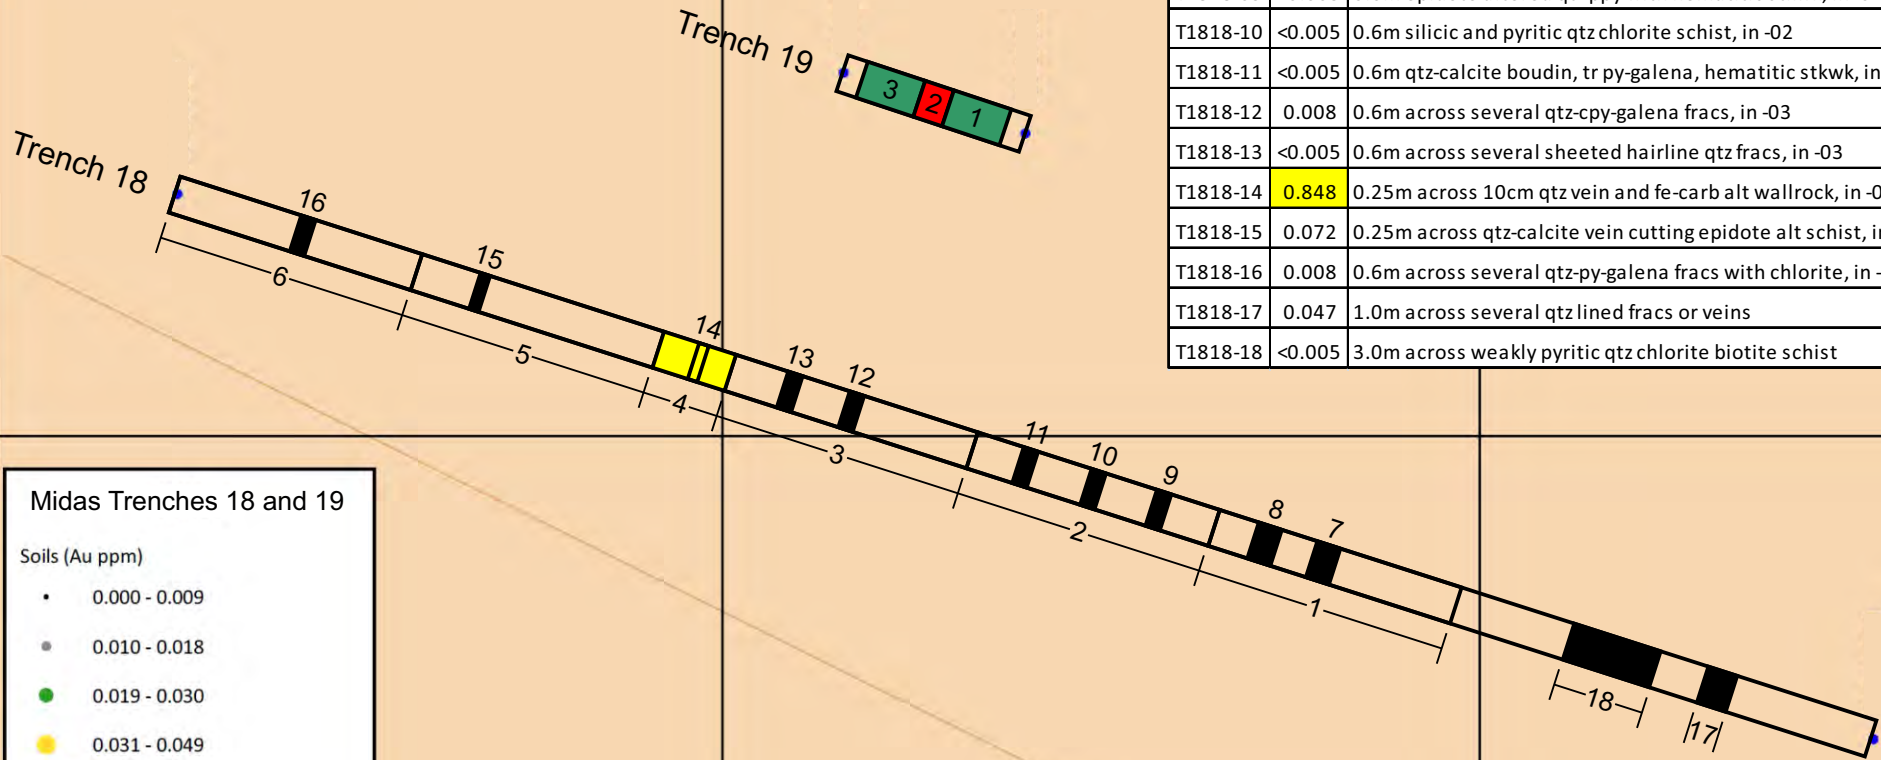 Trench 19
3 2 1
Trench 18
16
15
14
13
12
11
10
9
8
7
6
5
4
3
2
1
18
17
T1818-10 <0.005 0.6m silicic and pyritic qtz chlorite schist, in -02
T1818-11 <0.005 0.6m qtz-calcite boudin, tr py-galena, hematitic stkwk, in
T1818-12 0.008 0.6m across several qtz-cpy-galena fracs, in -03
T1818-13 <0.005 0.6m across several sheeted hairline qtz fracs, in -03
T1818-14 0.848 0.25m across 10cm qtz vein and fe-carb alt wallrock, in -0
T1818-15 0.072 0.25m across qtz-calcite vein cutting epidote alt schist, i
T1818-16 0.008 0.6m across several qtz-py-galena fracs with chlorite, in -
T1818-17 0.047 1.0m across several qtz lined fracs or veins
T1818-18 <0.005 3.0m across weakly pyritic qtz chlorite biotite schist
Midas Trenches 18 and 19
Soils (Au ppm)
0.000 - 0.009
0.010 - 0.018
0.019 - 0.030
0.031 - 0.049